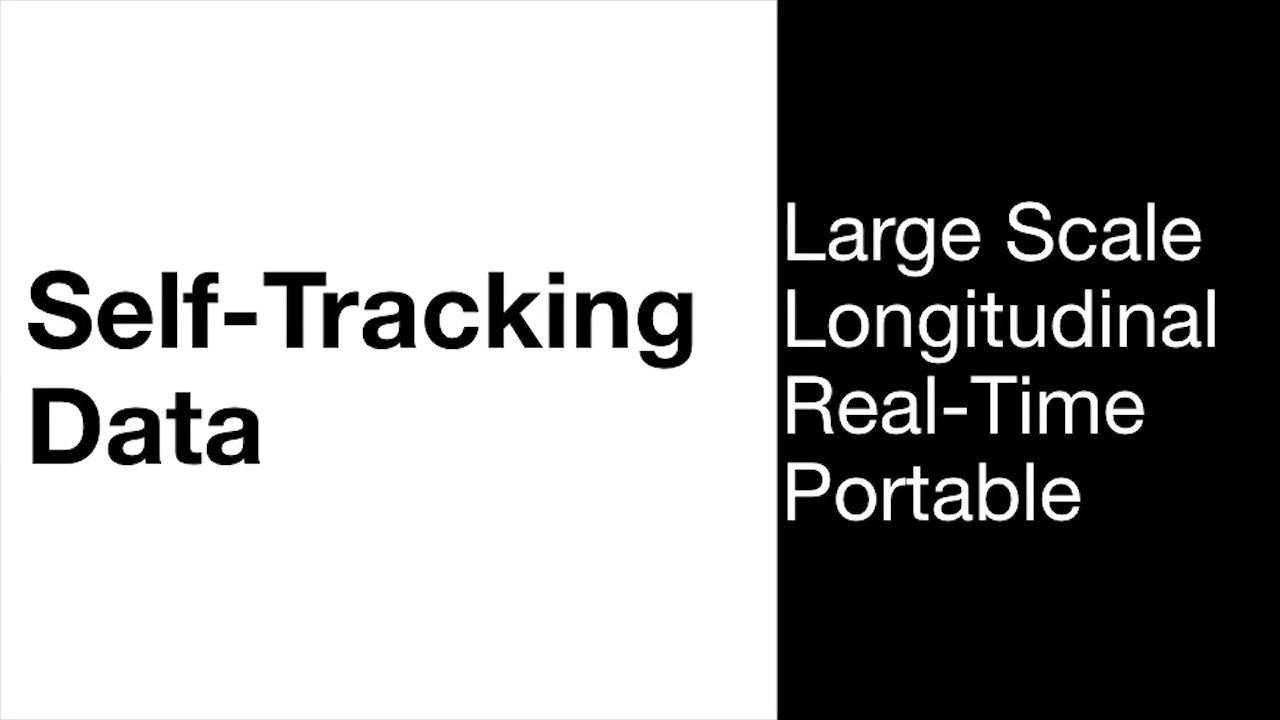 Self-Tracking
Data
Large Scale
Longitudinal
Real-Time
Portable